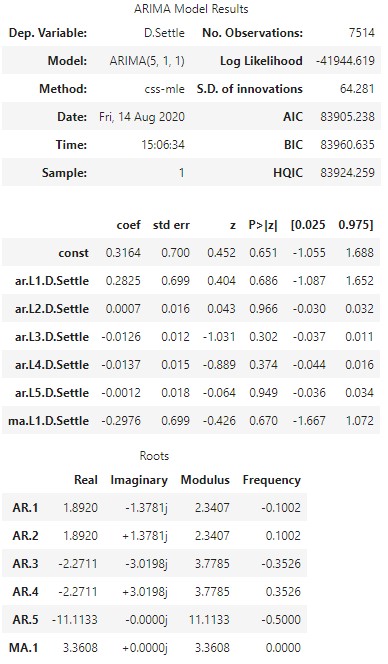 ARIMA Model Results
Dep. Variable: D.Settle No. Observations: 7514
Model: ARIMA(5, 1, 1) Log Likelihood -41944.619
Method: css-mle S.D. of innovations 64.281
Date: Fri, 14 Aug 2020 AIC 83905.238
Time: 15:06:34 BIC 83960.635
Sample: 1 HQIC 83924.259
coef std err z P>|z| [0.025 0.975]
const 0.3164 0.700 0.452 0.651 -1.055 1.688
ar.L1.D.Settle 0.2825 0.699 0.404 0.686 -1.087 1.652
ar.L2.D.Settle 0.0007 0.016 0.043 0.966 -0.030 0.032
ar.L3.D.Settle -0.0126 0.012 -1.031 0.302 -0.037 0.011
ar.L4.D.Settle -0.0137 0.015 -0.889 0.374 -0.044 0.016
ar.L5.D.Settle -0.0012 0.018 -0.064 0.949 -0.036 0.034
ma.L1.D.Settle -0.2976 0.699 -0.426 0.670 -1.667 1.072
Roots
Real Imaginary Modulus Frequency
AR.1 1.8920 -1.3781j 2.3407 -0.1002
AR.2 1.8920 +1.3781j 2.3407 0.1002
AR.3 -2.2711 -3.0198j 3.7785 -0.3526
AR.4 -2.2711 +3.0198j 3.7785 0.3526
AR.5 -11.1133 -0.0000j 11.1133 -0.5000
MA.1 3.3608 +0.0000j 3.3608 0.0000